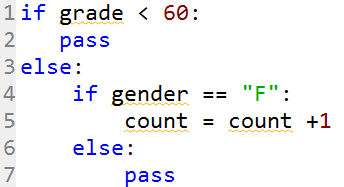 1 if grade < 60:
2    pass
3 else:
4     if gender == "F":
5         count = count +1
6     else:
7         pass